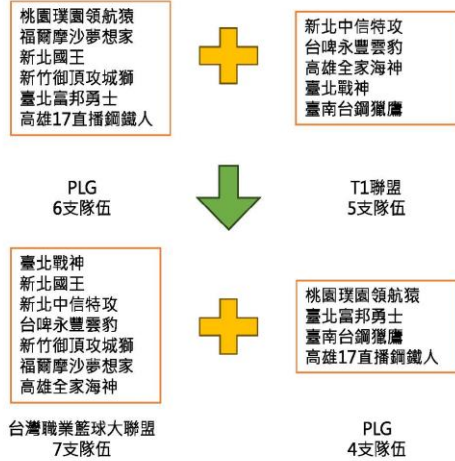 桃園璞園領航猿
福爾摩沙夢想家
新北國王
新竹御頂攻城獅
臺北富邦勇士
高雄17直播鋼鐵人
新北中信特攻
台啤永豐雲豹
高雄全家海神
臺北戰神
臺南台鋼獵鷹
PLG
6支隊伍
T1聯盟
5支隊伍
臺北戰神
新北國王
新北中信特攻
台啤永豐雲豹
新竹御頂攻城獅
福爾摩沙夢想家
高雄全家海神
桃園璞園領航猿
臺北富邦勇士
臺南台鋼獵鷹
高雄17直播鋼鐵人
台灣職業籃球大聯盟
7支隊伍
PLG
4支隊伍